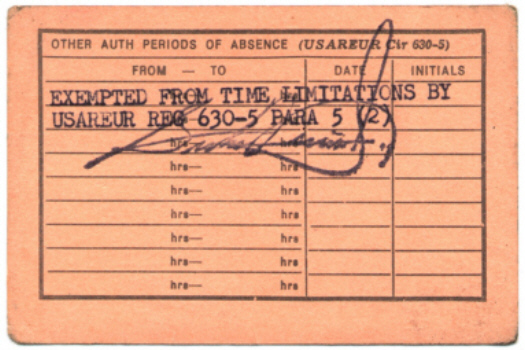 OTHER AUTH PERIODS OF ABSENCE (USAREUR Cir 630-5)
FROM — TO DATE INITIALS
EXEMPTED FROM TIME LIMITATIONS BY
hrs
USAREUR REG 630-5 PARA 5 (2)
hrs
hrs— hrs
hrs— hrs
hrs— hrs
hrs— hrs
hrs— hrs
hrs— hrs